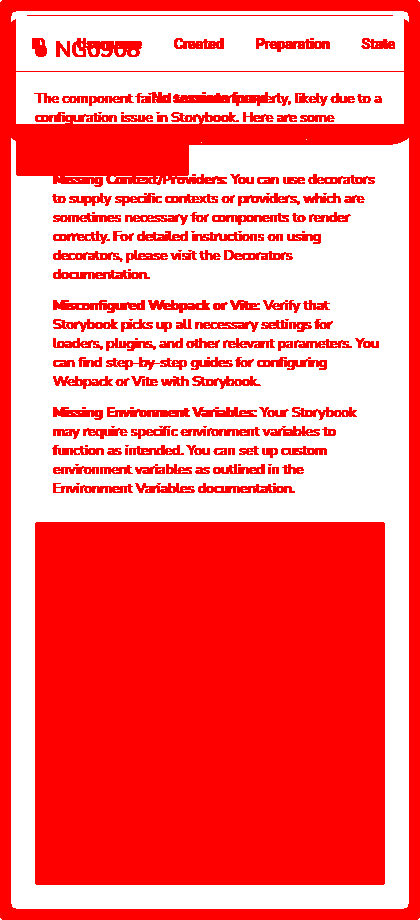 ID Hostname Created Preparation State
NG0908
No sessions found
The component failed to render properly, likely due to a
configuration issue in Storybook. Here are some
Missing Context/Providers: You can use decorators
to supply specific contexts or providers, which are
sometimes necessary for components to render
correctly. For detailed instructions on using
decorators, please visit the Decorators
documentation.
Misconfigured Webpack or Vite: Verify that
Storybook picks up all necessary settings for
loaders, plugins, and other relevant parameters. You
can find step-by-step guides for configuring
Webpack or Vite with Storybook.
Missing Environment Variables: Your Storybook
may require specific environment variables to
function as intended. You can set up custom
environment variables as outlined in the
Environment Variables documentation.